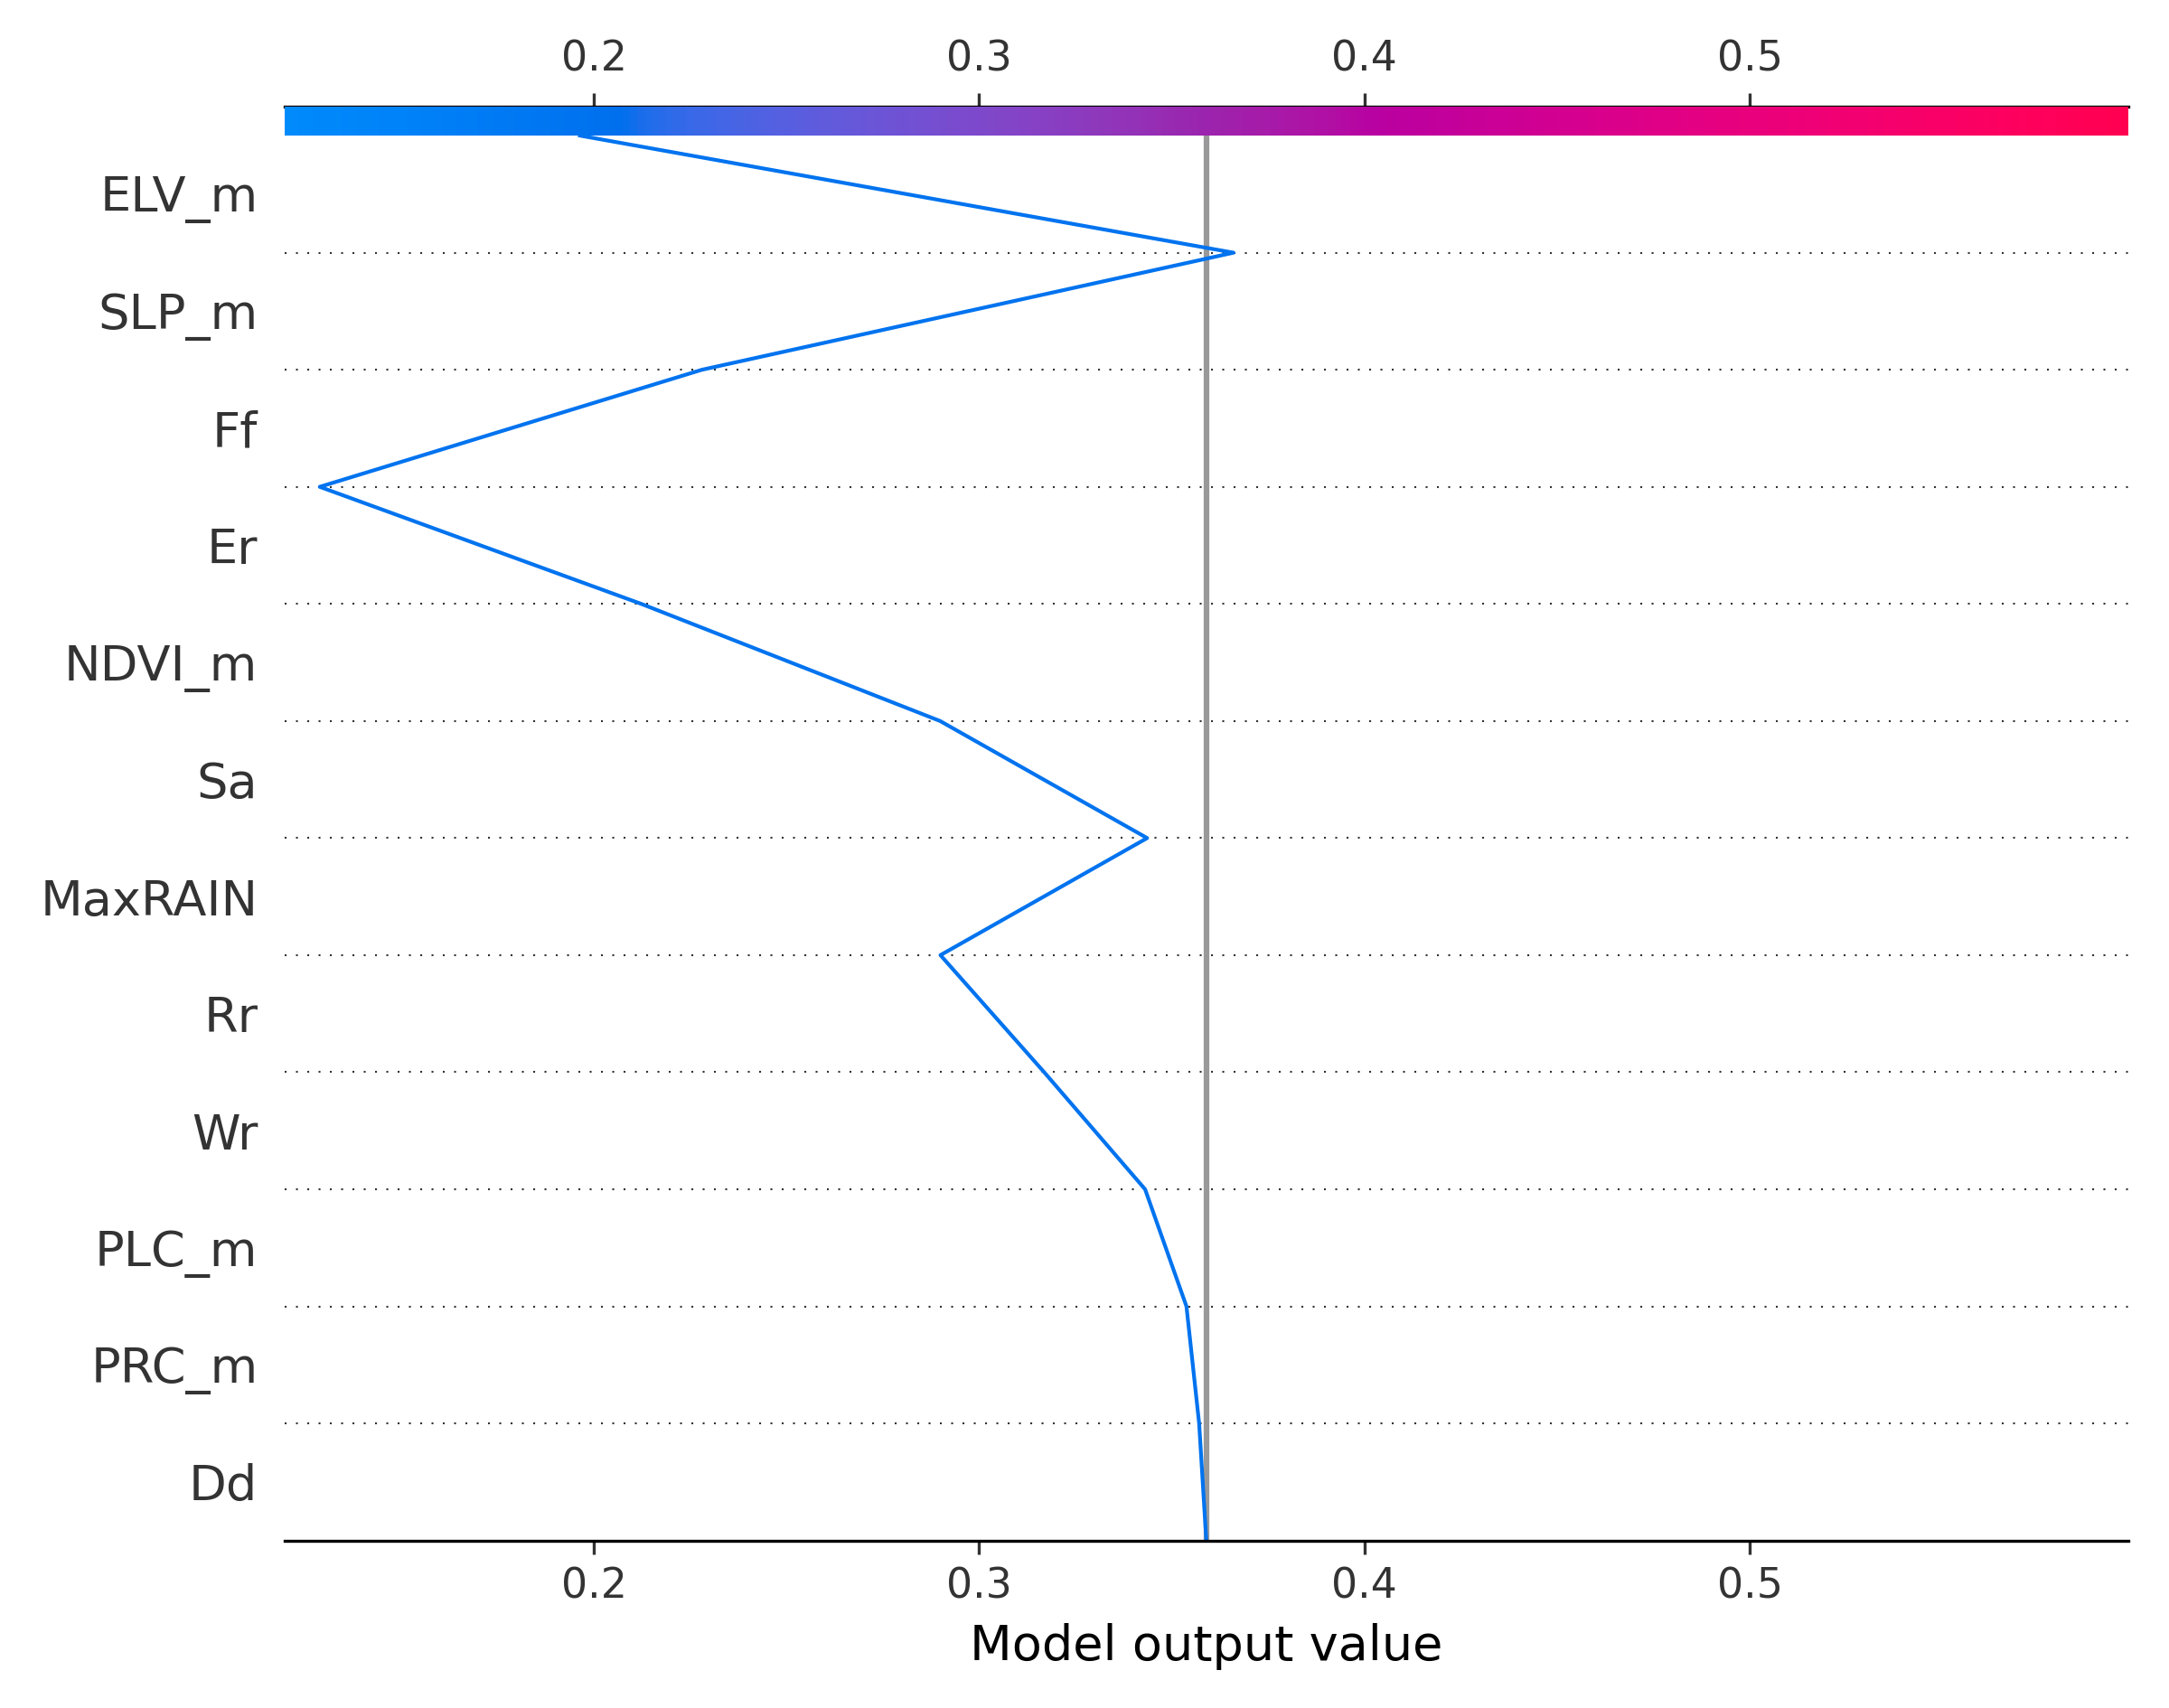 0.2 0.3 0.4 0.5
ELV_m
SLP_m
Ff
Er
NDVI_m
Sa
MaxRAIN
Rr
Wr
PLC_m
PRC_m
Dd
0.2 0.3 0.4 0.5
Model output value